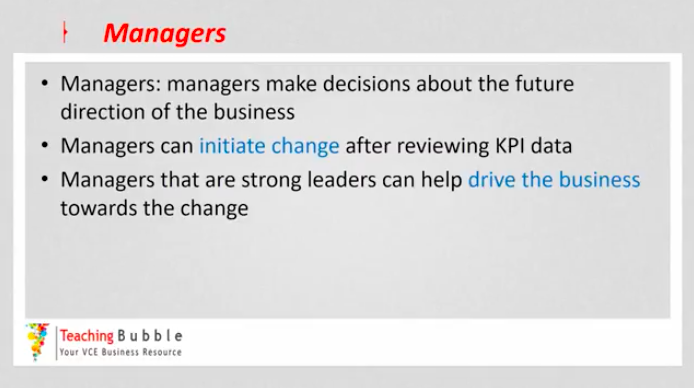 Managers
• Managers: managers make decisions about the future
direction of the business
• Managers can initiate change after reviewing KPI data
• Managers that are strong leaders can help drive the business
towards the change
Teaching Bubble
Your VCE Business Resource